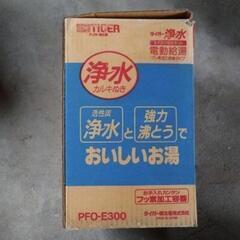 TIGER
タイガー浄水
電動給湯
浄水
カルキぬき
活性炭
浄水と強力沸とうで
おいしいお湯
お手入れカンタン
フッ素加工容器
PFO-E300
タイガー魔法瓶株式会社